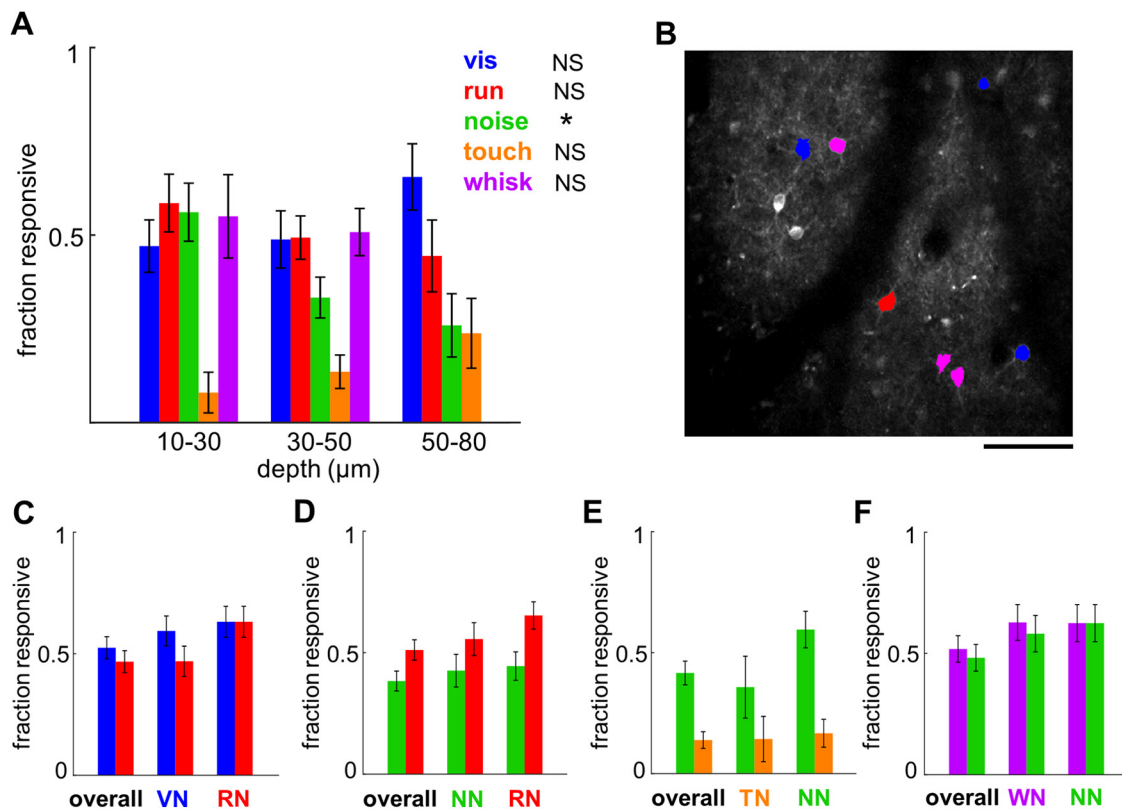 A
B
1
0.5
fraction responsive
vis NS
run NS
noise *
touch NS
whisk NS
10-30 30-50 50-80
depth (µm)
C
D
E
F
1
0.5
0
fraction responsive
overall VN RN
1
0.5
0
fraction responsive
overall NN RN
1
0.5
0
fraction responsive
overall TN NN
1
0.5
0
fraction responsive
overall WN NN